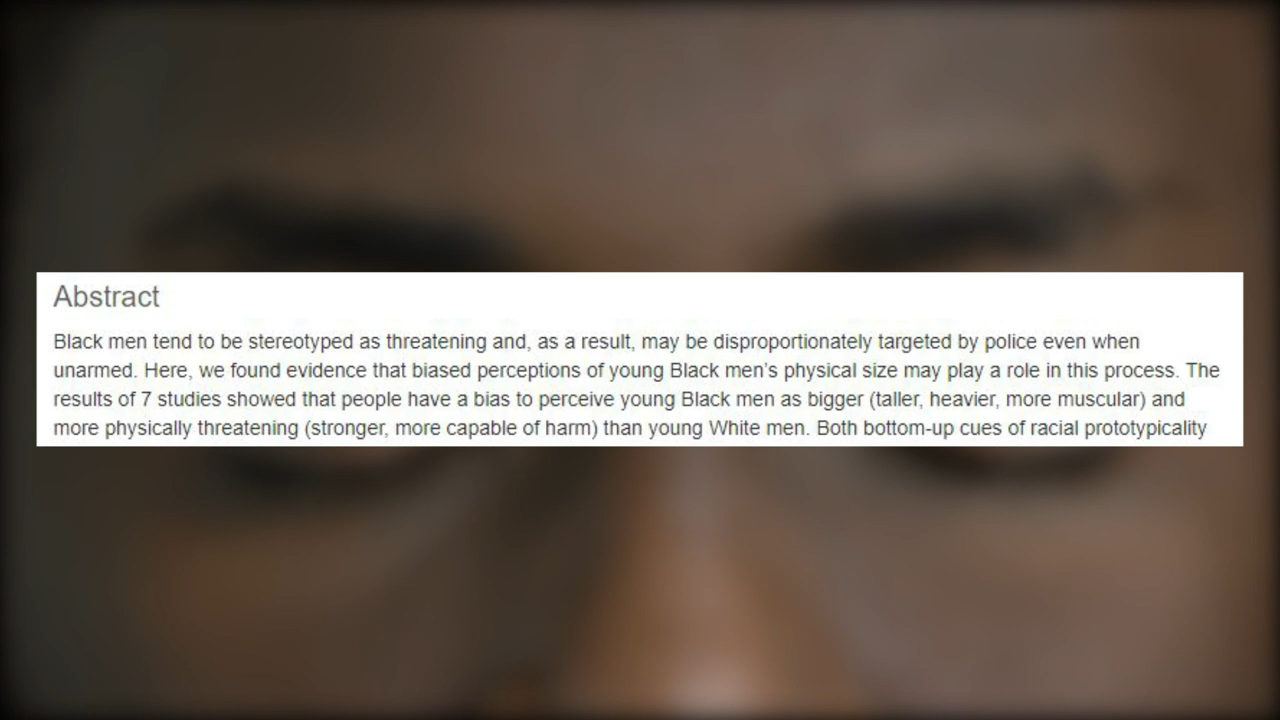 Abstract
Black men tend to be stereotyped as threatening and, as a result, may be disproportionately targeted by police even when
unarmed. Here, we found evidence that biased perceptions of young Black men's physical size may play a role in this process. The
results of 7 studies showed that people have a bias to perceive young Black men as bigger (taller, heavier, more muscular) and
more physically threatening (stronger, more capable of harm) than young White men. Both bottom-up cues of racial prototypicality